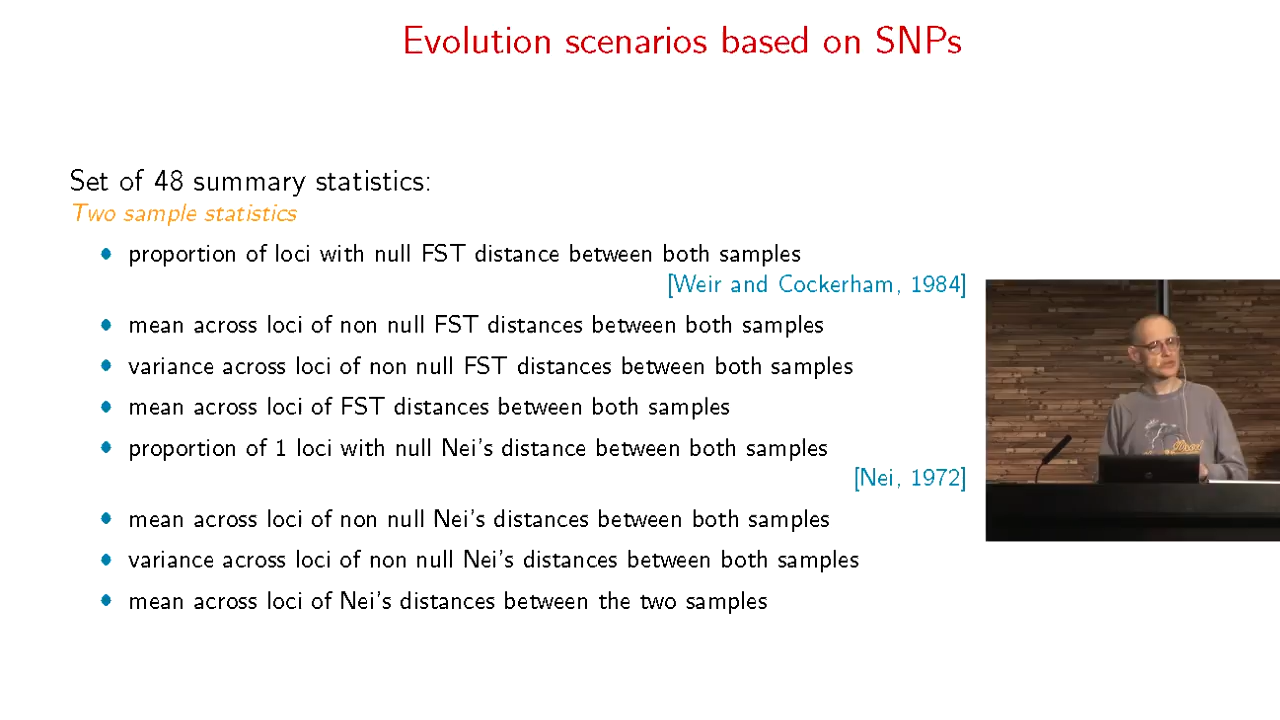 Evolution scenarios based on SNPs
Set of 48 summary statistics:
Two sample statistics
• proportion of loci with null FST distance between both samples
[Weir and Cockerham, 1984]
• mean across loci of non null FST distances between both samples
• variance across loci of non null FST distances between both samples
• mean across loci of FST distances between both samples
• proportion of 1 loci with null Nei's distance between both samples
[Nei, 1972]
• mean across loci of non null Nei's distances between both samples
• variance across loci of non null Nei's distances between both samples
• mean across loci of Nei's distances between the two samples